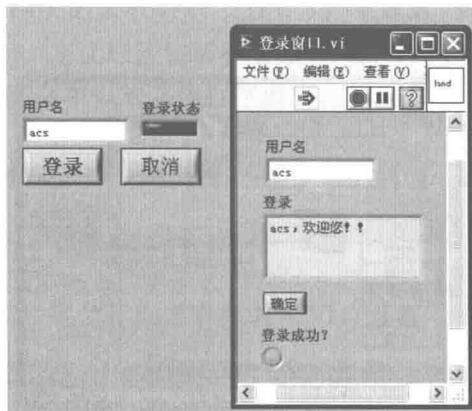 用户名
登录状态
acs
登录
取消
登录窗口.vi
文件(F) 编辑(E) 查看(V)
用户名
acs
登录
acs，欢迎您！！
确定
登录成功？